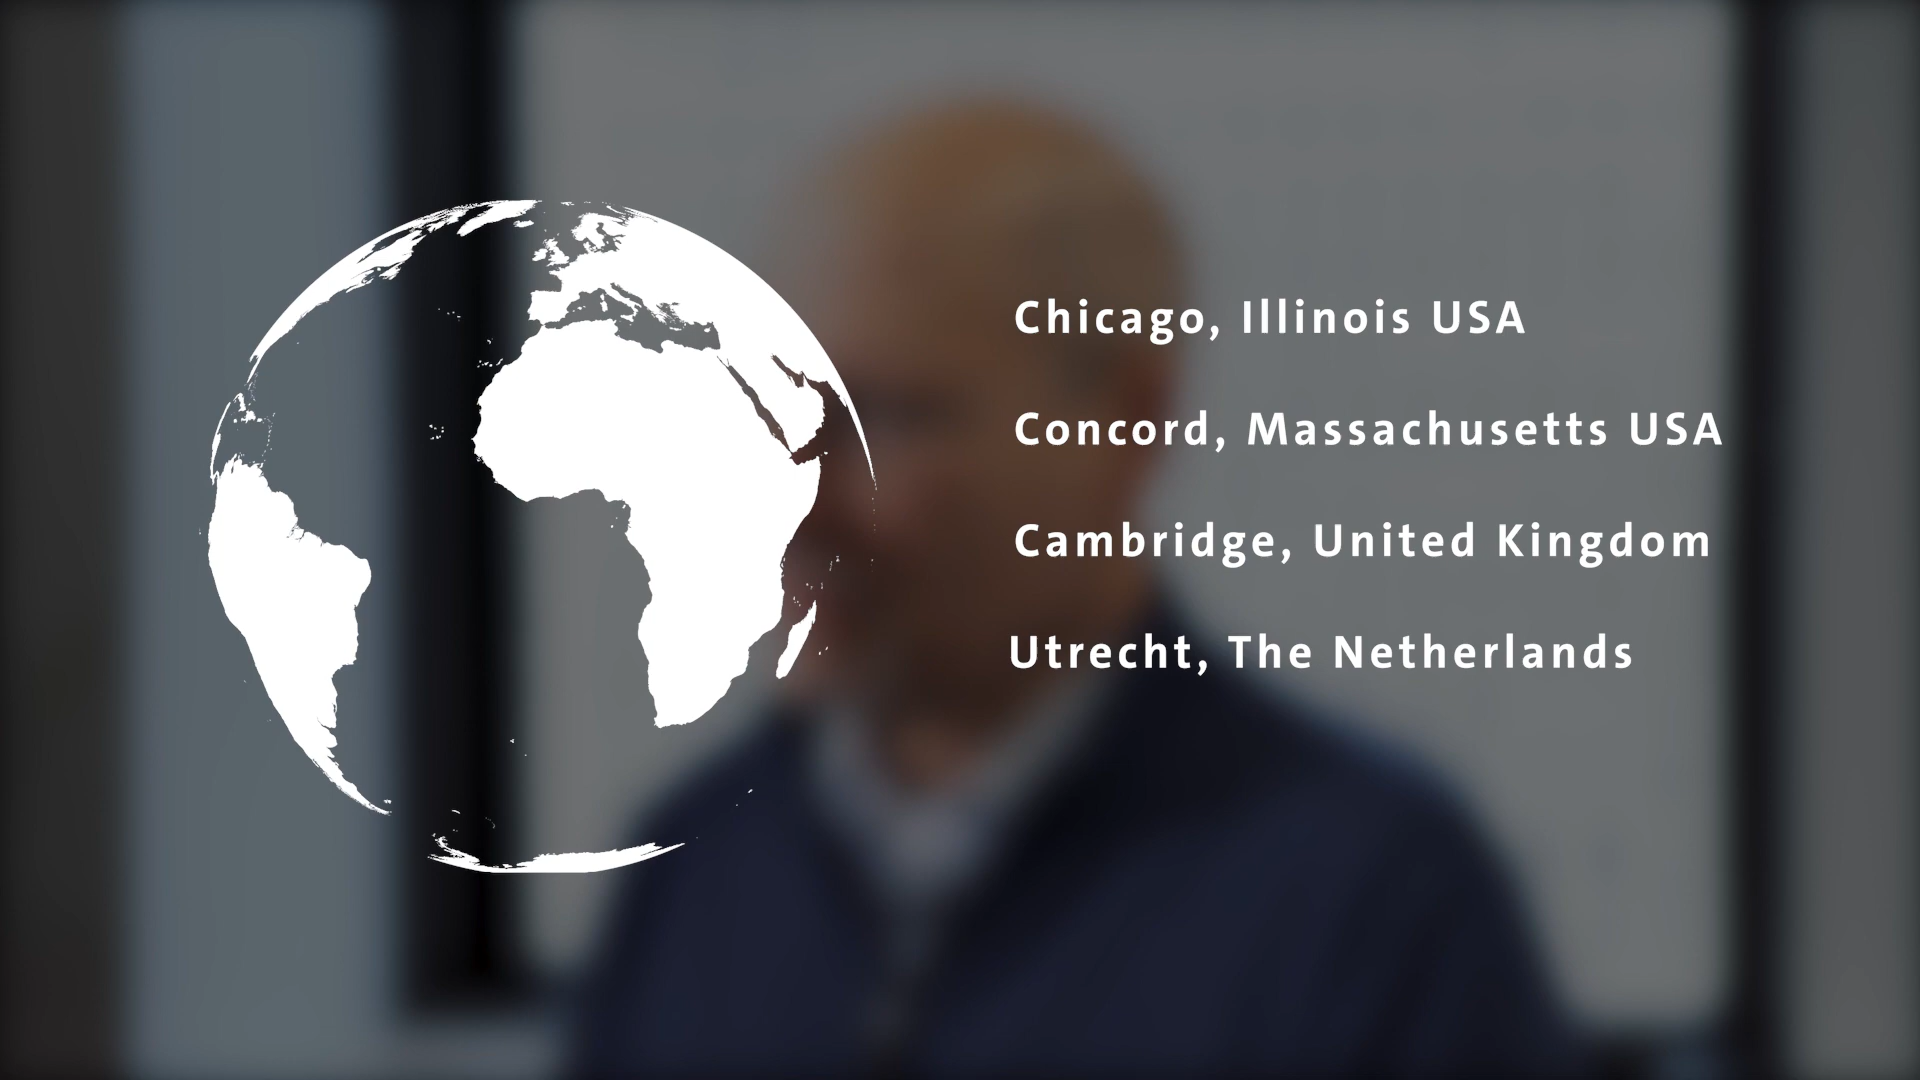 Chicago, Illinois USA
Concord, Massachusetts USA
Cambridge, United Kingdom
Utrecht, The Netherlands